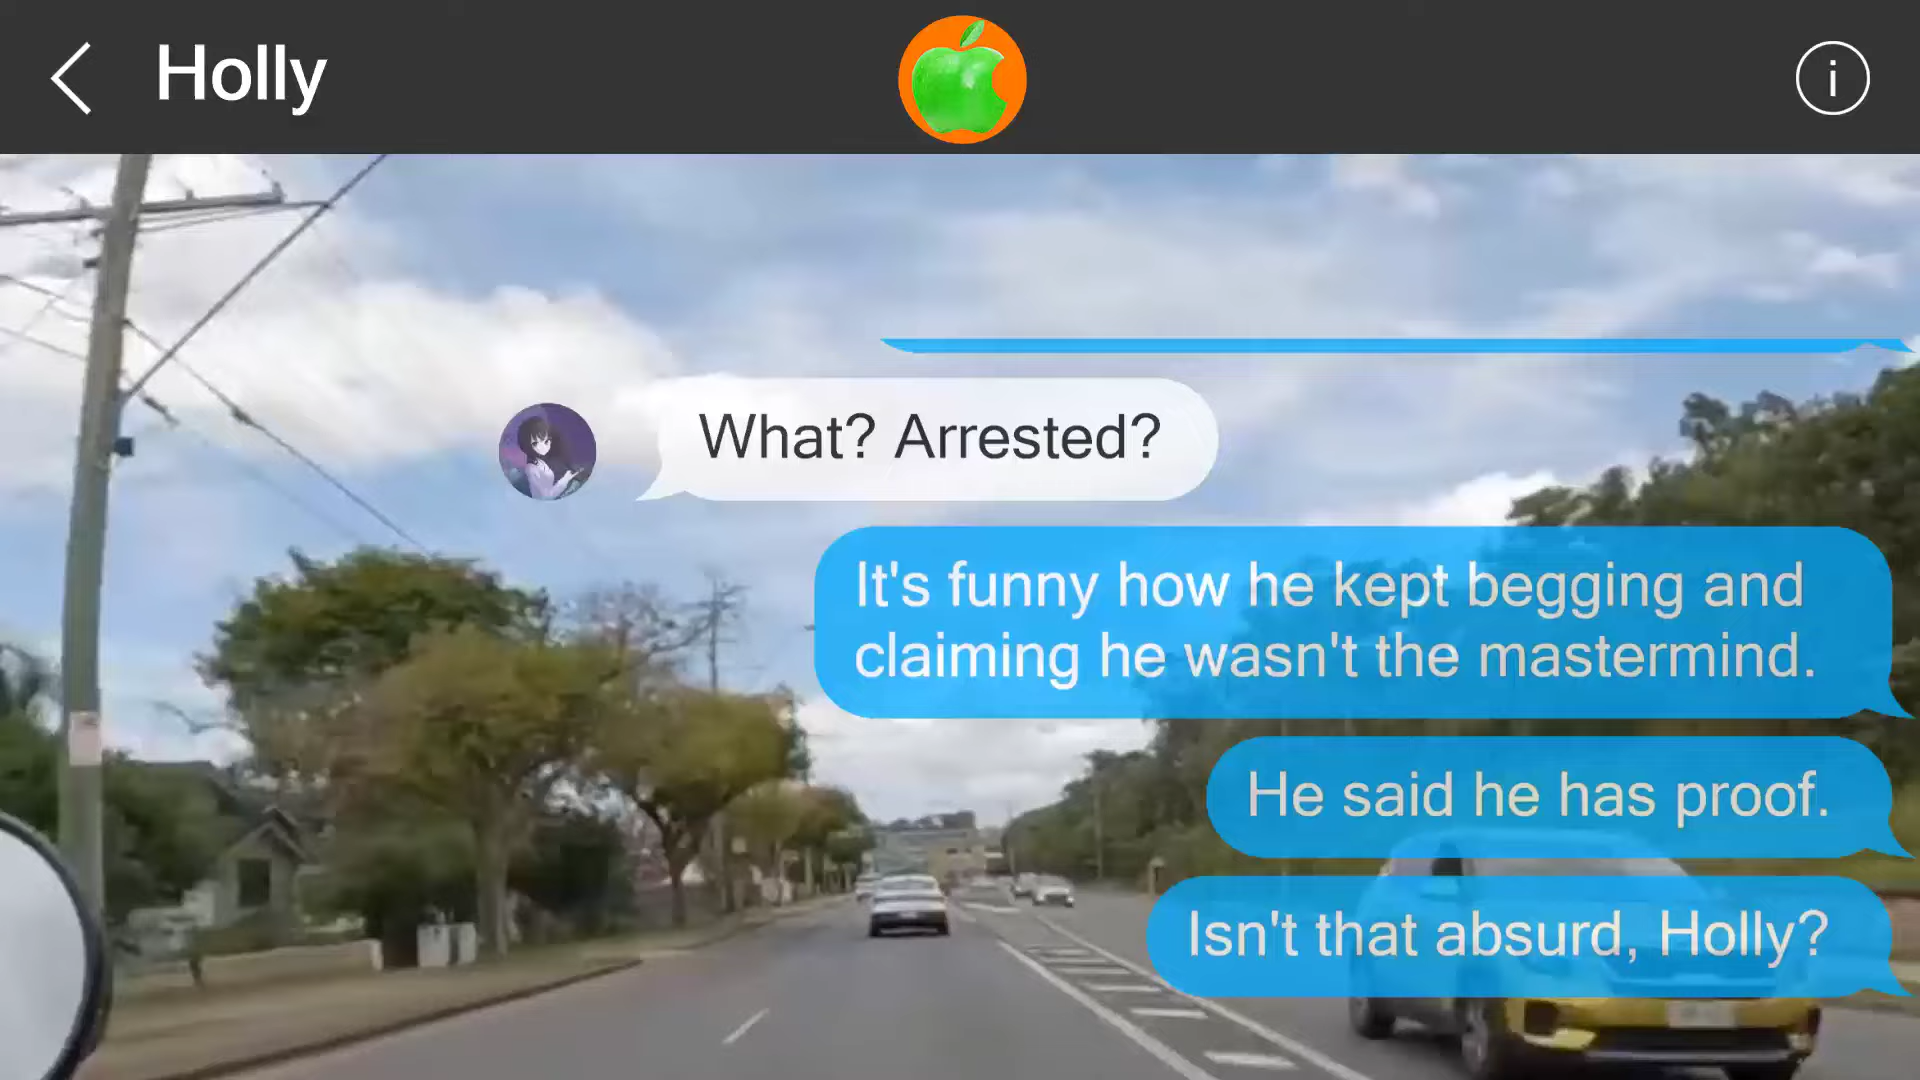 Holly
What? Arrested?
It's funny how he kept begging and
claiming he wasn't the mastermind.
He said he has proof.
Isn't that absurd, Holly?